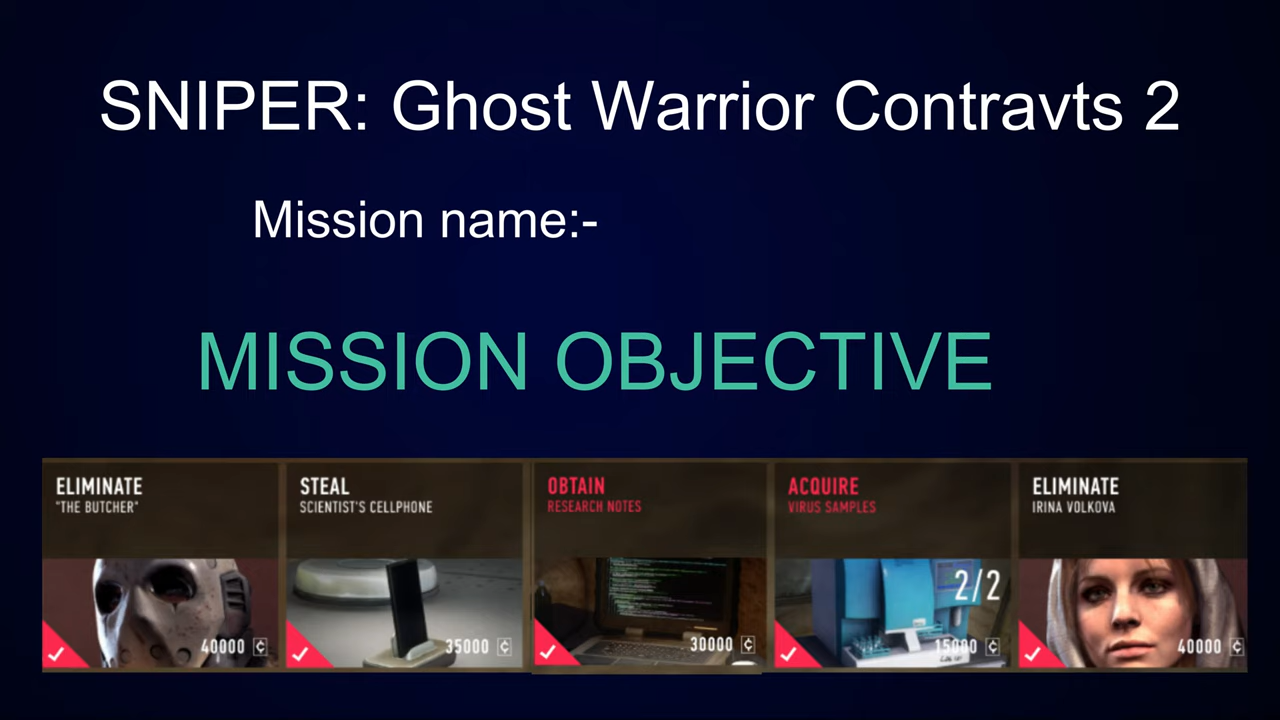 SNIPER: Ghost Warrior Contravts 2
Mission name:-
MISSION OBJECTIVE
ELIMINATE
"THE BUTCHER"
40000
STEAL
SCIENTIST'S CELLPHONE
35000
OBTAIN
RESEARCH NOTES
30000
ACQUIRE
VIRUS SAMPLES
2/2
15000
ELIMINATE
IRINA VOLKOVA
40000